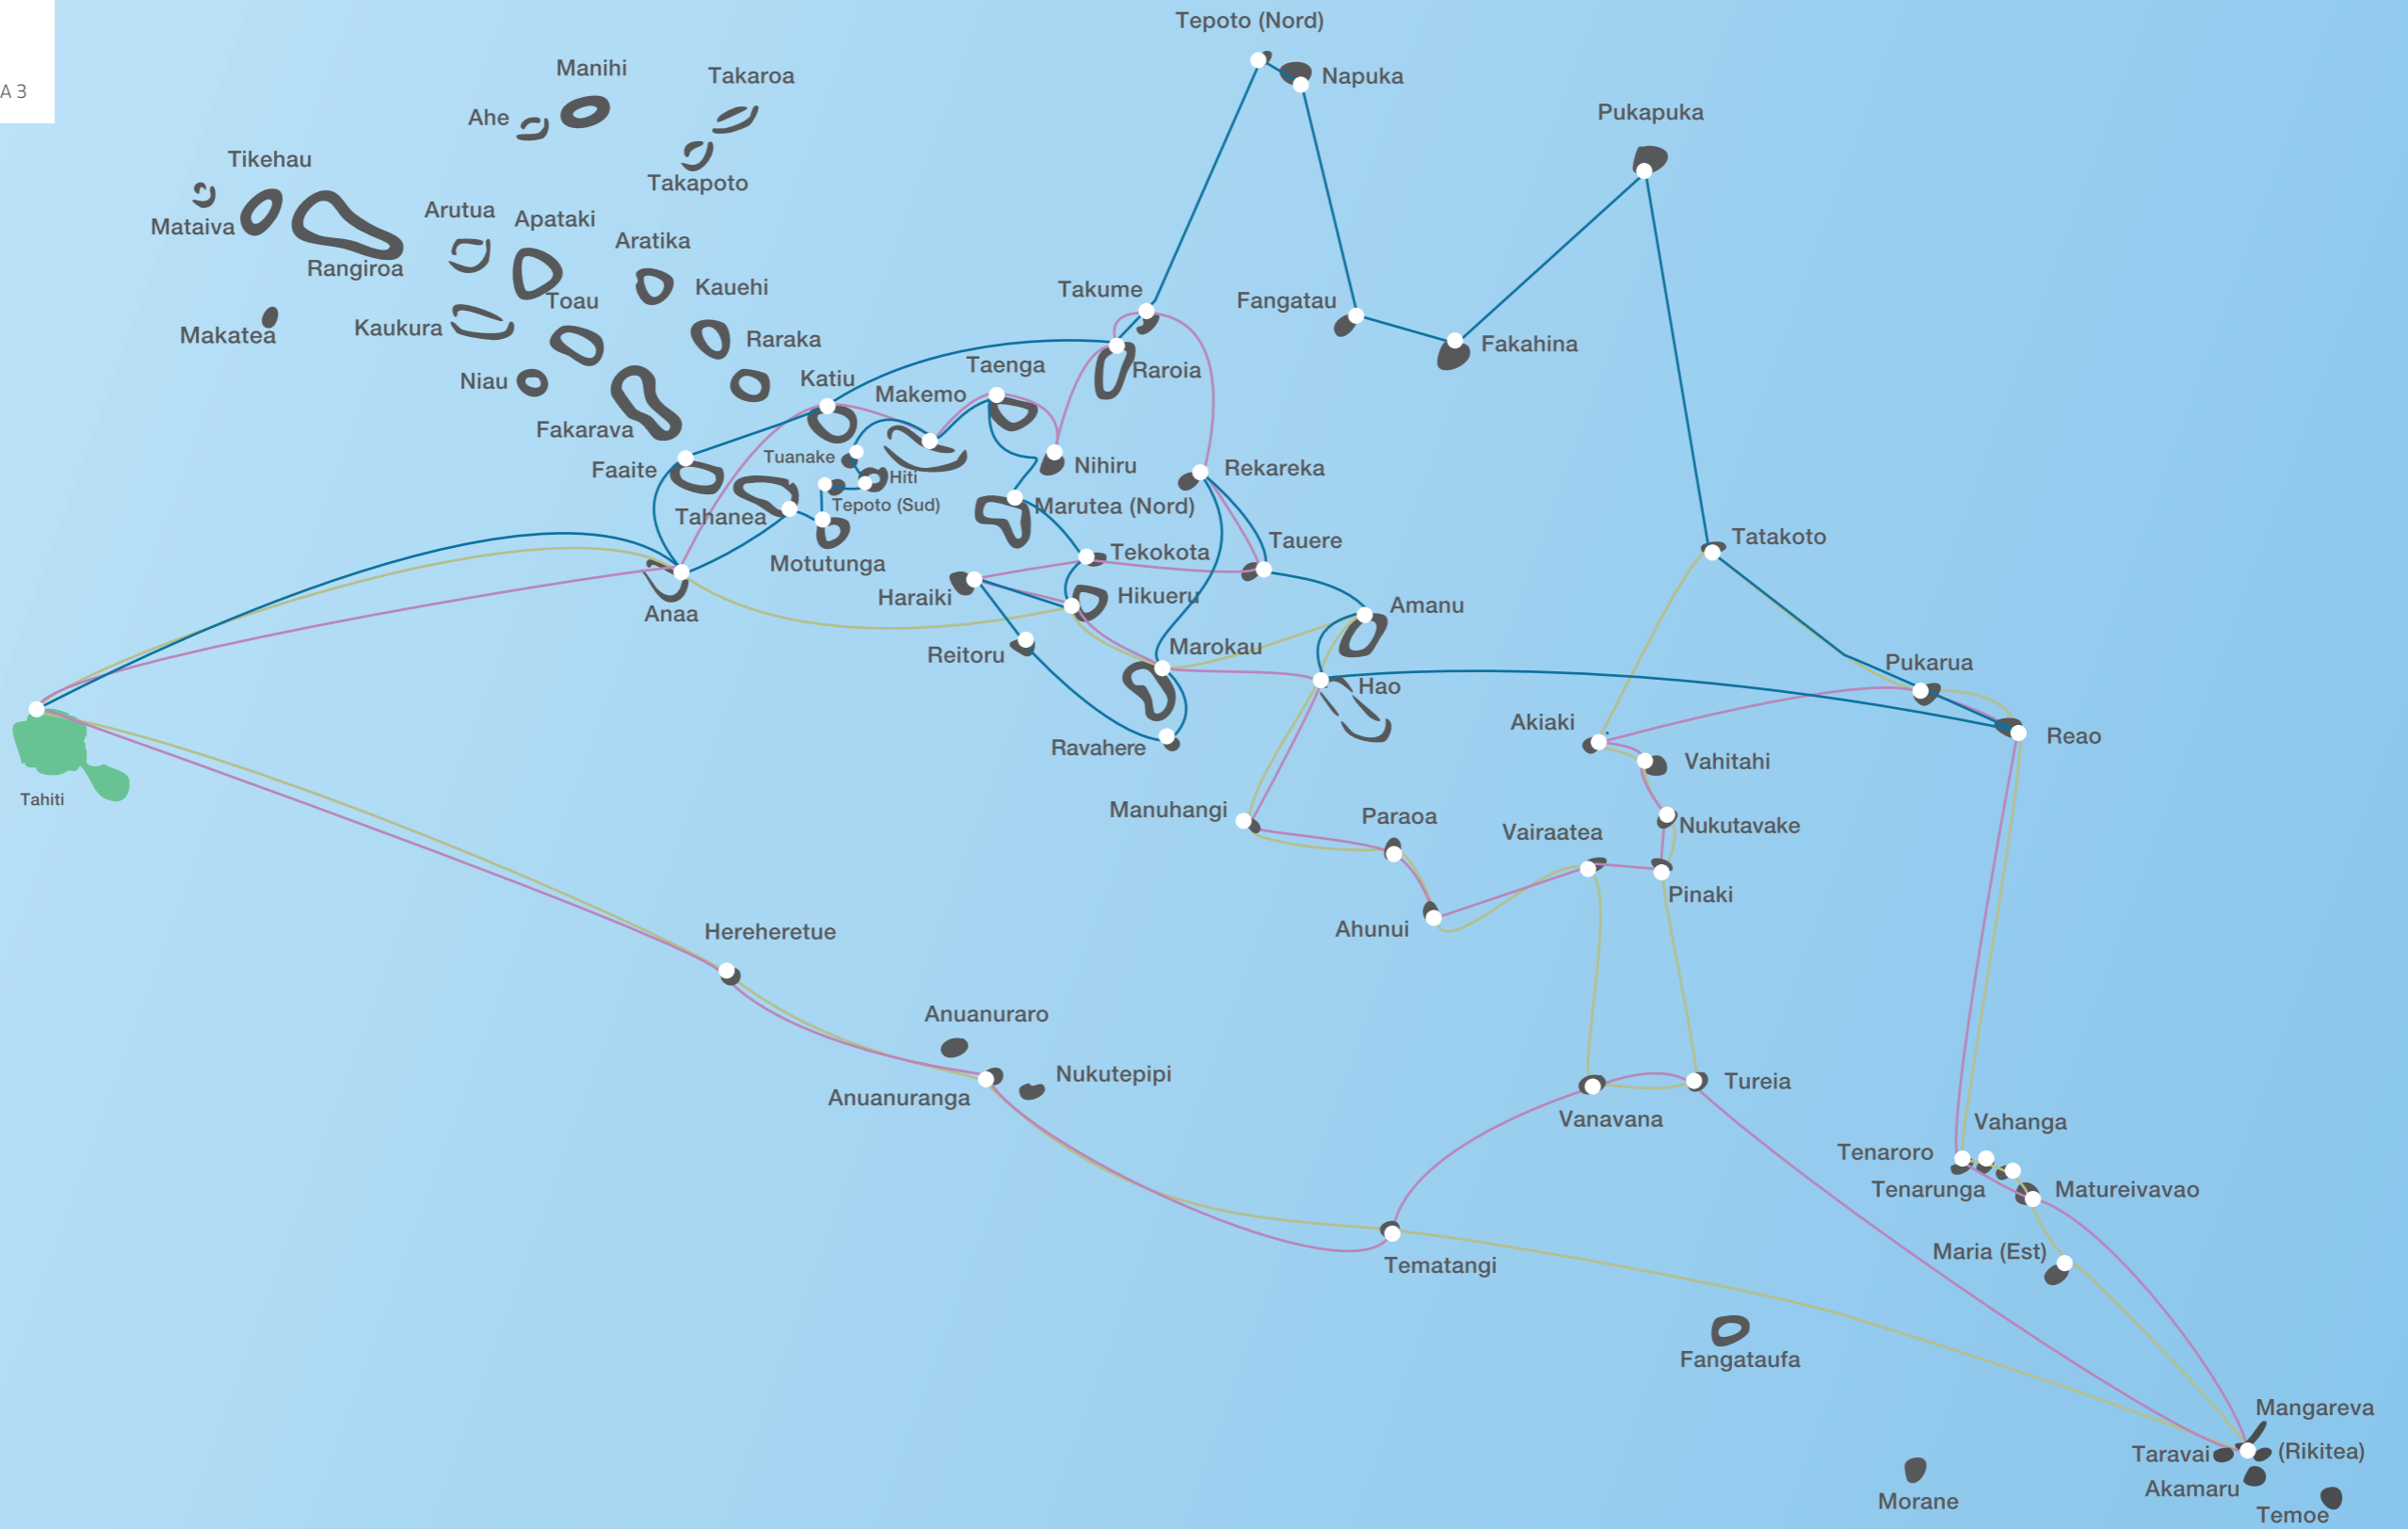 Tepoto (Nord)
Manihi
Takaroa
Napuka
A 3
Ahe
Pukapuka
Tikehau
Takapoto
Mataiva
Arutua
Apataki
Aratika
Rangiroa
Kauehi
Takume
Toau
Fangatau
Makatea
Kaukura
Raraka
Fakahina
Niau
Katiu
Taenga
Raroia
Makemo
Fakarava
Tuanake
Faaite
Hiti
Nihiru
Rekareka
Tahanea
Tepoto (Sud)
Marutea (Nord)
Motutunga
Tekokota
Tauere
Tatakoto
Haraiki
Hikueru
Amanu
Anaa
Reitoru
Marokau
Pukarua
Hao
Akiaki
Reao
Ravahere
Vahitahi
Tahiti
Manuhangi
Paraoa
Vairaatea
Nukutavake
Pinaki
Ahunui
Hereheretue
Anuanuraro
Nukutepipi
Anuanuranga
Tureia
Vanavana
Vahanga
Tenaroro
Tenarunga
Matureivavao
Maria (Est)
Tematangi
Fangataufa
Mangareva
(Rikitea)
Taravai
Akamaru
Morane
Temoe